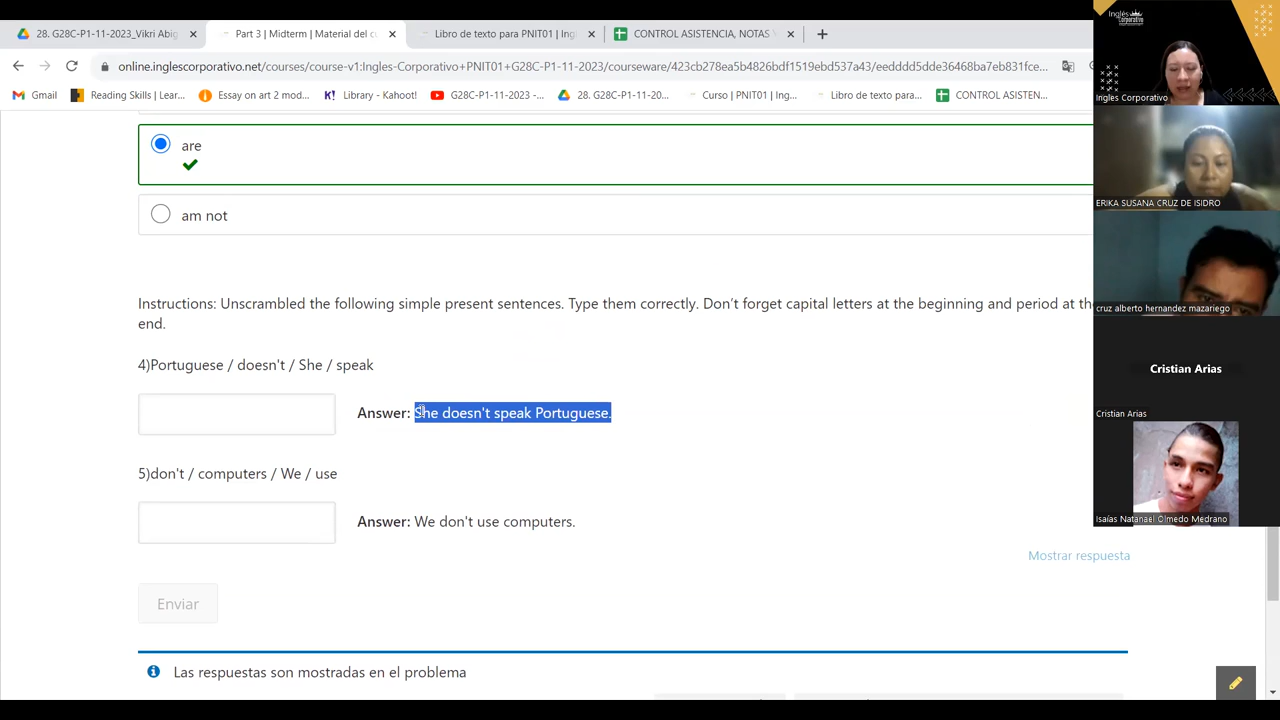 28. G28C-P1-11-2023_Vikri Abig
Part 3 | Midterm | Material del cu
Libro de texto para PNIT01 | Ingl
CONTROL ASISTENCIA, NOTAS
online.inglescorporativo.net/courses/course-v1:Ingles-Corporativo+PNIT01+G28C-P1-11-2023/courseware/423cb278ea5b4826bdf1519ebd537a43/eedddd5dde36468ba7eb831fce...
Gmail
Reading Skills | Lear...
Essay on art 2 mod...
Library - Kaho...
G28C-P1-11-2023 -...
28. G28C-P1-11-20...
Curso | PNIT01 | Ing...
Libro de texto para...
CONTROL ASISTEN...
are
am not
Instructions: Unscrambled the following simple present sentences. Type them correctly. Don't forget capital letters at the beginning and period at the
end.
4)Portuguese / doesn't / She / speak
Answer: She doesn't speak Portuguese.
5)don't / computers / We / use
Answer: We don't use computers.
Mostrar respuesta
Enviar
Las respuestas son mostradas en el problema
Inglés
Corporativo
Ingles Corporativo
ERIKA SUSANA CRUZ DE ISIDRO
cruz alberto hernandez mazariego
Cristian Arias
Cristian Arias
Isaías Natanael Olmedo Medrano